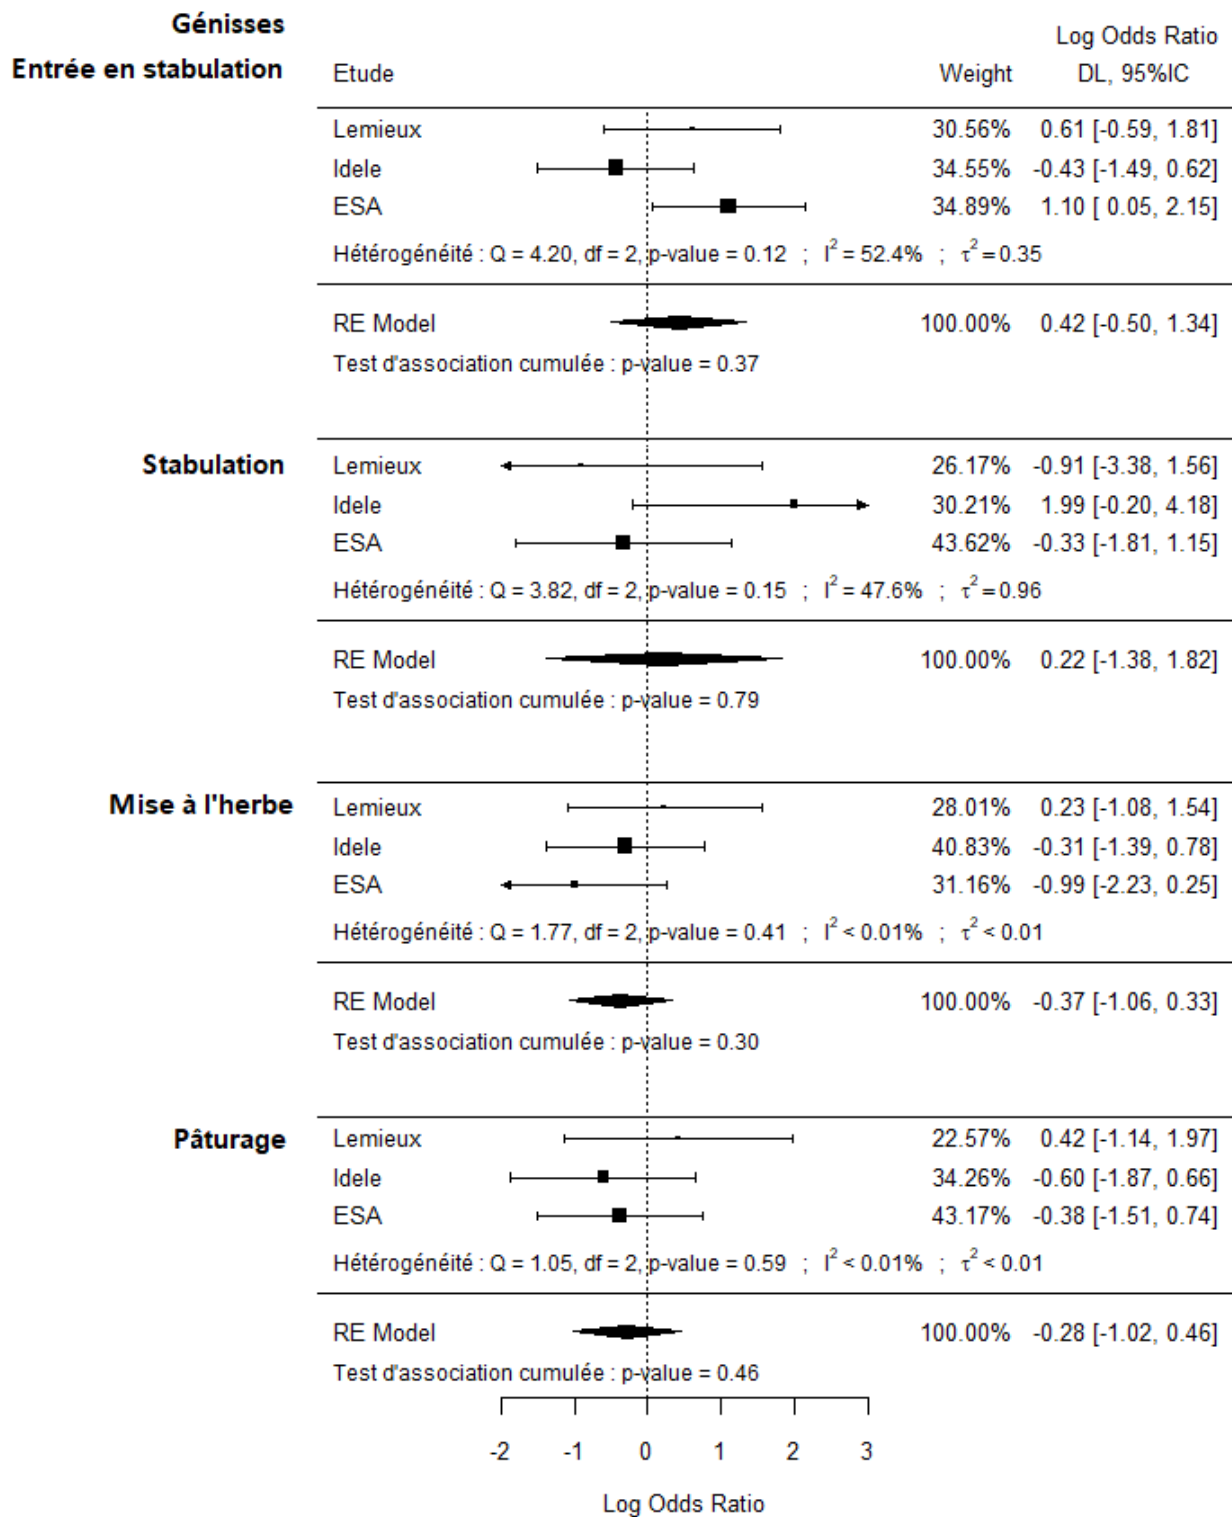 Génisses
Log Odds Ratio
Entrée en stabulation Etude Weight DL, 95%IC
Lemieux 30.56% 0.61 [-0.59, 1.81]
Idele 34.55% -0.43 [-1.49, 0.62]
ESA 34.89% 1.10 [ 0.05, 2.15]
Hétérogénéité : Q = 4.20, df = 2, p-value = 0.12 ; I² = 52.4% ; τ² = 0.35
RE Model 100.00% 0.42 [-0.50, 1.34]
Test d'association cumulée : p-value = 0.37
Stabulation Lemieux 26.17% -0.91 [-3.38, 1.56]
Idele 30.21% 1.99 [-0.20, 4.18]
ESA 43.62% -0.33 [-1.81, 1.15]
Hétérogénéité : Q = 3.82, df = 2, p-value = 0.15 ; I² = 47.6% ; τ² = 0.96
RE Model 100.00% 0.22 [-1.38, 1.82]
Test d'association cumulée : p-value = 0.79
Mise à l'herbe Lemieux 28.01% 0.23 [-1.08, 1.54]
Idele 40.83% -0.31 [-1.39, 0.78]
ESA 31.16% -0.99 [-2.23, 0.25]
Hétérogénéité : Q = 1.77, df = 2, p-value = 0.41 ; I² < 0.01% ; τ² < 0.01
RE Model 100.00% -0.37 [-1.06, 0.33]
Test d'association cumulée : p-value = 0.30
Pâturage Lemieux 22.57% 0.42 [-1.14, 1.97]
Idele 34.26% -0.60 [-1.87, 0.66]
ESA 43.17% -0.38 [-1.51, 0.74]
Hétérogénéité : Q = 1.05, df = 2, p-value = 0.59 ; I² < 0.01% ; τ² < 0.01
RE Model 100.00% -0.28 [-1.02, 0.46]
Test d'association cumulée : p-value = 0.46
-2 -1 0 1 2 3
Log Odds Ratio